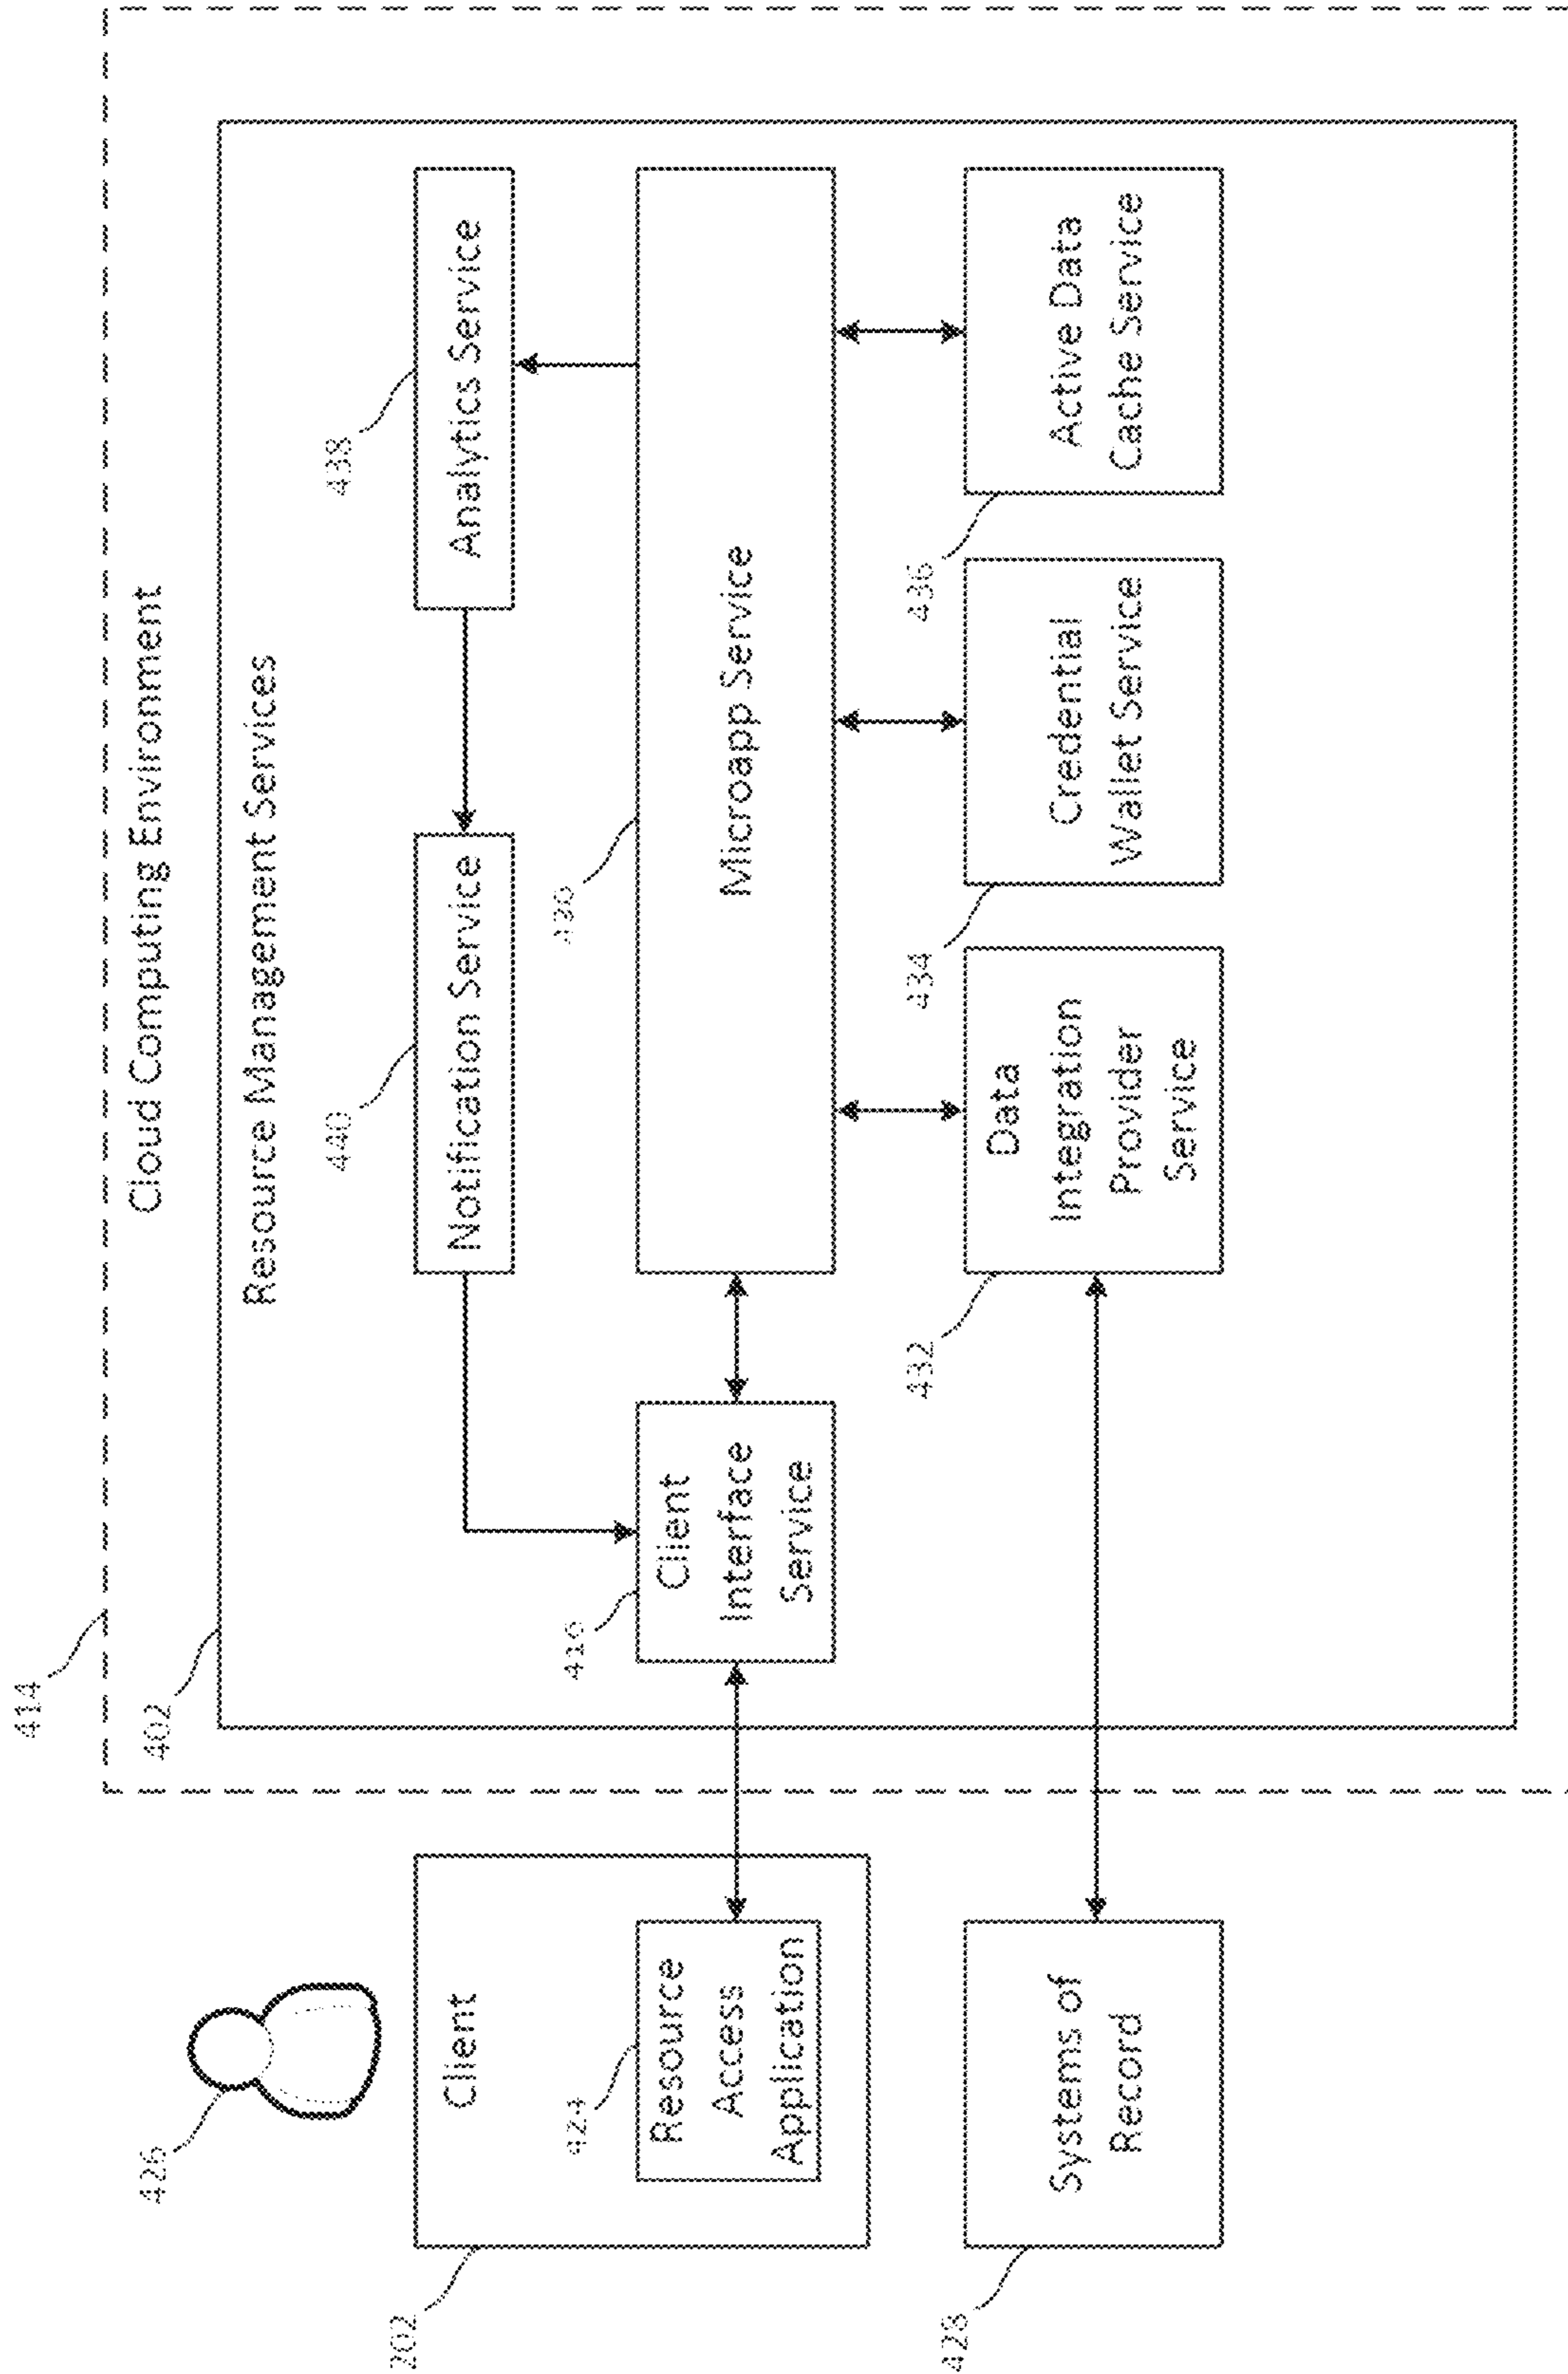 414
Cloud Computing Environment
402
Resource Management Services
426
202
Client
440
Notification Service
438
Analytics Service
424
Resource
Access
Application
416
Client
Interface
Service
430
Microapp Service
428
Systems of
Record
432
Data
Integration
Provider
Service
434
Credential
Wallet Service
436
Active Data
Cache Service